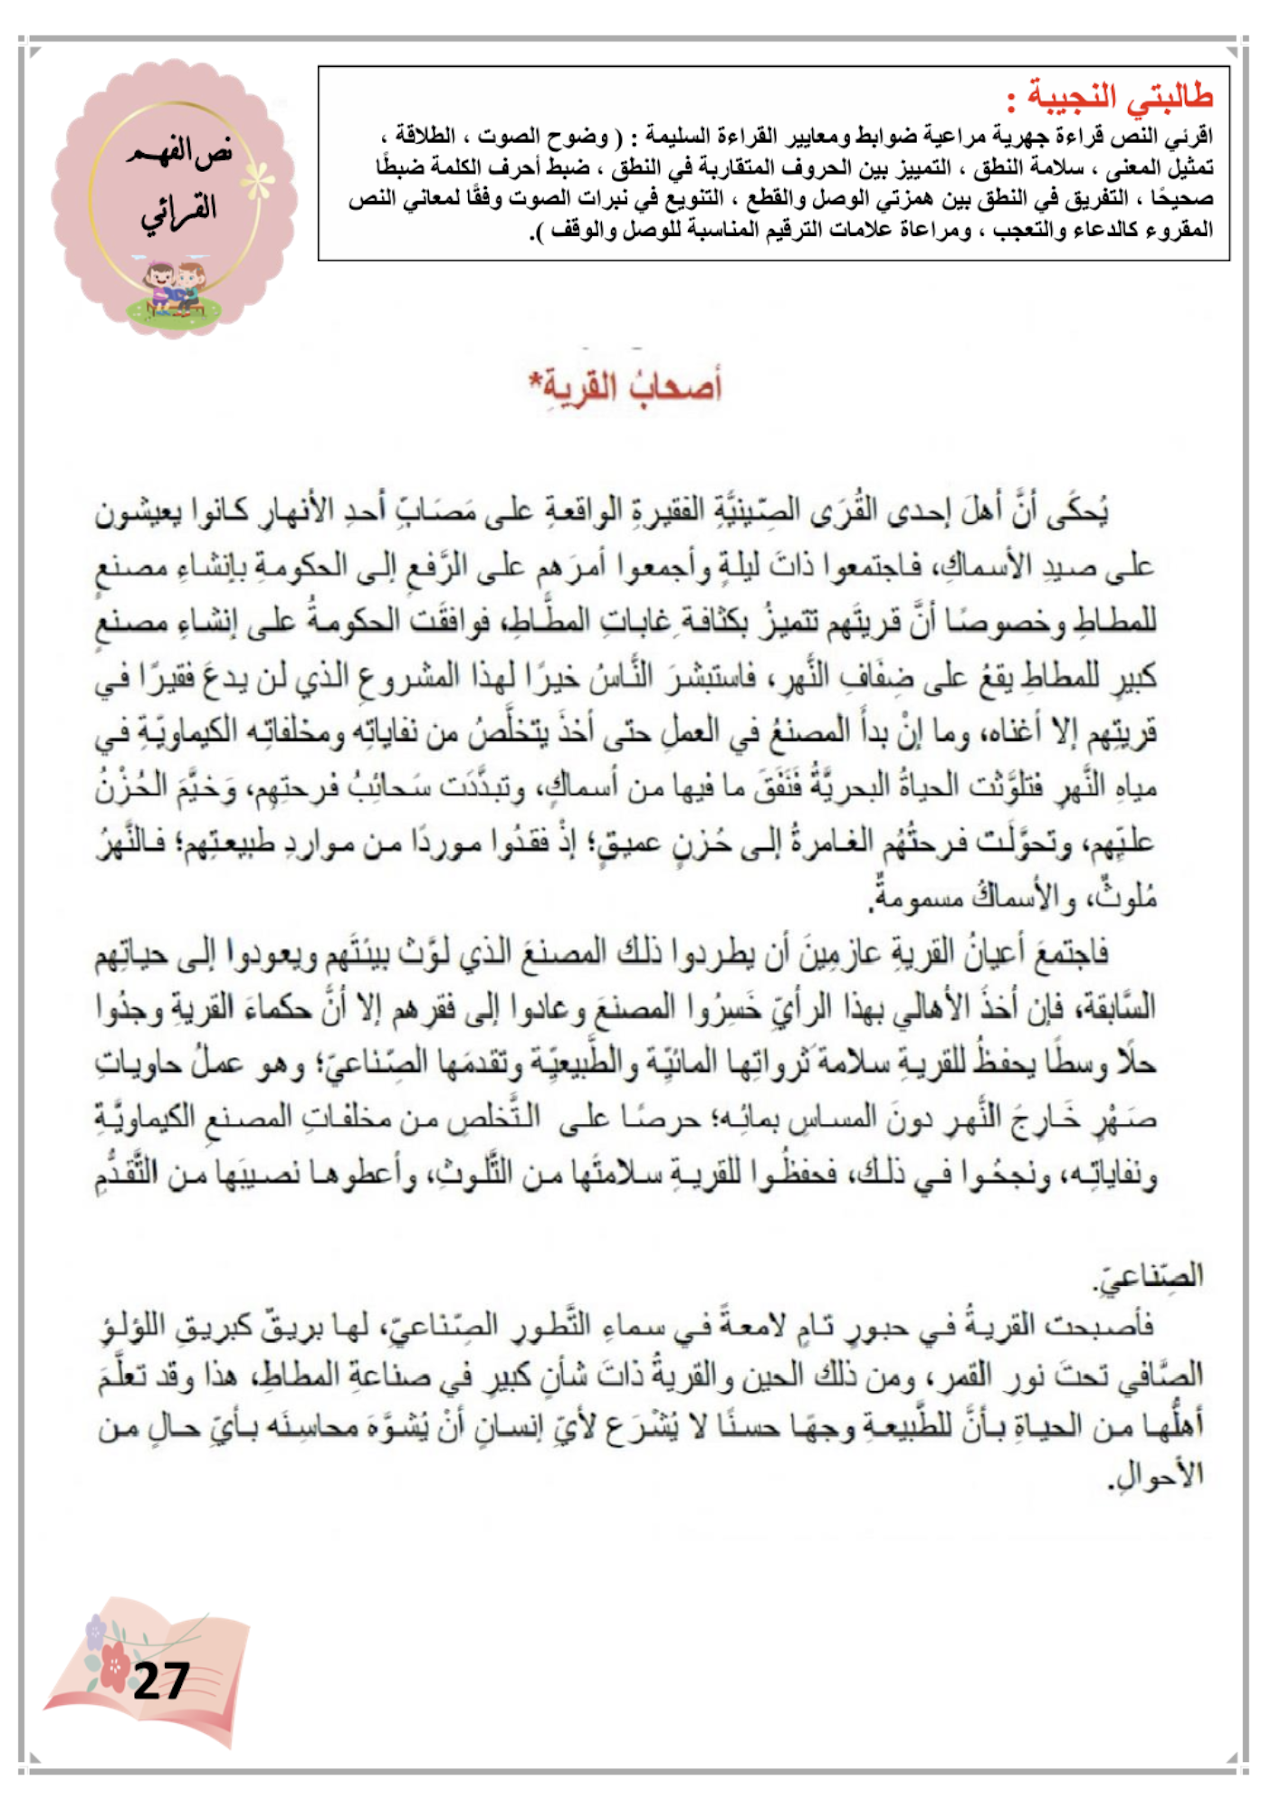 طالبتي النجيبة :
اقرئي النص قراءة جهرية مراعية ضوابط ومعايير القراءة السليمة : ( وضوح الصوت ، الطلاقة ،
تمثيل المعنى ، سلامة النطق ، التمييز بين الحروف المتقاربة في النطق ، ضبط أحرف الكلمة ضبطًا
صحيحًا ، التفريق في النطق بين همزتي الوصل والقطع ، التنويع في نبرات الصوت وفقًا لمعاني النص
المقروء كالدعاء والتعجب ، ومراعاة علامات الترقيم المناسبة للوصل والوقف ).
نص الفهم
القرائي
أصحابُ القريةِ*
يُحكَى أنَّ أهلَ إحدى القُرَى الصِّينيَّةِ الفقيرةِ الواقعةِ على مَصَابِّ أحدِ الأنهارِ كانوا يعيشون
على صيدِ الأسماكِ، فاجتمعوا ذاتَ ليلةٍ وأجمعوا أمرَهم على الرَّفعِ إلى الحكومةِ بإنشاءِ مصنعٍ
للمطاطِ وخصوصًا أنَّ قريتَهم تتميزُ بكثافةِ غاباتِ المطَّاطِ، فوافقَت الحكومةُ على إنشاءِ مصنعٍ
كبيرٍ للمطاطِ يقعُ على ضِفَافِ النَّهرِ، فاستبشرَ النَّاسُ خيرًا لهذا المشروعِ الذي لن يدعَ فقيرًا في
قريتِهم إلا أغناه، وما إنْ بدأَ المصنعُ في العملِ حتى أخذَ يتخلَّصُ من نفاياتِه ومخلفاتِه الكيماويّةِ في
مياهِ النَّهرِ فتلوَّثت الحياةُ البحريَّةُ فَنَفَقَ ما فيها من أسماكٍ، وتبدَّدَت سَحائِبُ فرحتِهِم، وَخيَّمَ الحُزْنُ
عليّهم، وتحوَّلَت فرحتُهُم الغامرةُ إلى حُزنٍ عميقٍ؛ إذْ فقدُوا موردًا من مواردِ طبيعتِهم؛ فالنَّهرُ
مُلوثٌ، والأسماكُ مسمومةٌ.
فاجتمعَ أعيانُ القريةِ عازمِينَ أن يطردوا ذلك المصنعَ الذي لوَّث بيئتَهم ويعودوا إلى حياتِهم
السَّابقة، فإن أخذَ الأهالي بهذا الرأيِّ خَسِرُوا المصنعَ وعادوا إلى فقرِهم إلا أنَّ حكماءَ القريةِ وجدُوا
حلًا وسطًا يحفظُ للقريةِ سلامةَ ثرواتِها المائيّة والطَّبيعيّة وتقدمَها الصِّناعيّ؛ وهو عملُ حاوياتِ
صَهْرٍ خَارِجَ النَّهرِ دونَ المساسِ بمائِه؛ حرصًا على التَّخلصِ من مخلفاتِ المصنعِ الكيماويَّةِ
ونفاياتِه، ونجحُوا في ذلك، فحفظُوا للقريةِ سلامتَها من التَّلوثِ، وأعطوها نصيبَها من التَّقدُّمِ
الصِّناعيِّ.
فأصبحت القريةُ في حبورٍ تامٍ لامعةً في سماءِ التَّطورِ الصِّناعيِّ، لها بريقٌ كبريقِ اللؤلؤِ
الصَّافي تحتَ نورِ القمرِ، ومن ذلك الحين والقريةُ ذاتَ شأنٍ كبيرٍ في صناعةِ المطاطِ، هذا وقد تعلَّمَ
أهلُّها من الحياةِ بأنَّ للطَّبيعةِ وجهًا حسنًا لا يُشْرَع لأيِّ إنسانٍ أنْ يُشوَّهَ محاسِنَه بأيِّ حالٍ من
الأحوالِ.
27